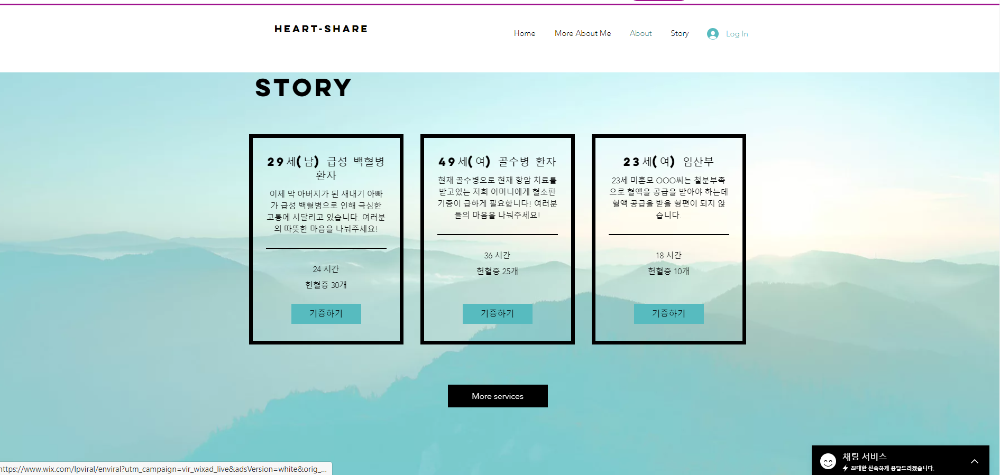 HEART-SHARE
Home More About Me About Story Log In
STORY
29세(남) 급성 백혈병
환자
이제 막 아버지가 된 새내기 아빠
가 급성 백혈병으로 인해 극심한
고통에 시달리고 있습니다. 여러분
의 따뜻한 마음을 나눠주세요!
24 시간
헌혈증 30개
기증하기
49세(여) 골수병 환자
현재 골수병으로 현재 항암 치료를
받고있는 저희 어머니에게 혈소판
기증이 급하게 필요합니다! 여러분
들의 마음을 나눠주세요!
36 시간
헌혈증 25개
기증하기
23세(여) 임산부
23세 미혼모 OOO씨는 철분부족
으로 혈액을 공급을 받아야 하는데
혈액 공급을 받을 형편이 되지 않
습니다.
18 시간
헌혈증 10개
기증하기
More services
채팅 서비스
최대한 신속하게 응답드리겠습니다.
https://www.wix.com/lpviral/enviral?utm_campaign=vir_wixad_live&adsVersion=white&orig_...